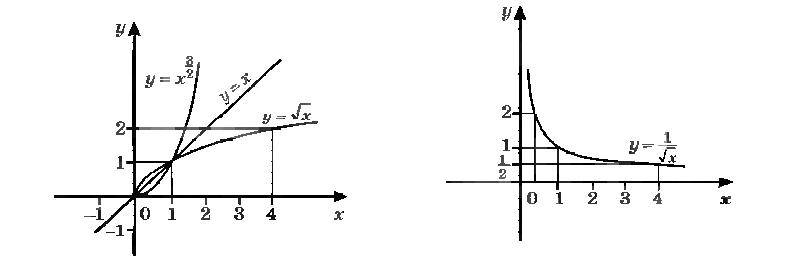 y
y = x^{3/2}
y = x
y = √x
2
1
-1 0 1 2 3 4 x
-1
y
2
1
y = 1/√x
1/2
0 1 2 3 4 x